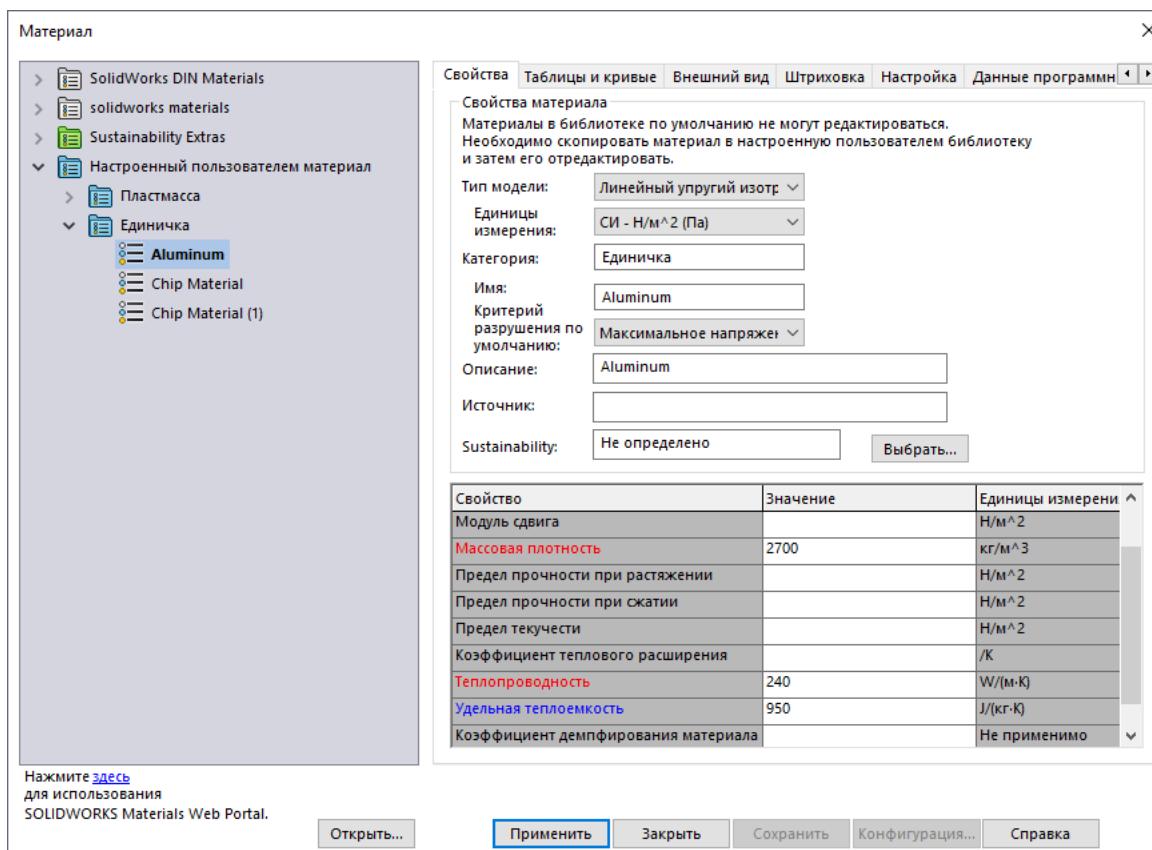 Материал
SolidWorks DIN Materials
solidworks materials
Sustainability Extras
Настроенный пользователем материал
Пластмасса
Единичка
Aluminum
Chip Material
Chip Material (1)
Нажмите здесь
для использования
SOLIDWORKS Materials Web Portal.
Свойства Таблицы и кривые Внешний вид Штриховка Настройка Данные программн
Свойства материала
Материалы в библиотеке по умолчанию не могут редактироваться.
Необходимо скопировать материал в настроенную пользователем библиотеку
и затем его отредактировать.
Тип модели: Линейный упругий изотр
Единицы
измерения: СИ - Н/м^2 (Па)
Категория: Единичка
Имя: Aluminum
Критерий
разрушения по
умолчанию: Максимальное напряжен
Описание: Aluminum
Источник:
Sustainability: Не определено Выбрать...
Свойство Значение Единицы измерени
Модуль сдвига Н/м^2
Массовая плотность 2700 кг/м^3
Предел прочности при растяжении Н/м^2
Предел прочности при сжатии Н/м^2
Предел текучести Н/м^2
Коэффициент теплового расширения /K
Теплопроводность 240 W/(м·K)
Удельная теплоемкость 950 J/(кг·K)
Коэффициент демпфирования материала Не применимо
Открыть... Применить Закрыть Сохранить Конфигурация... Справка